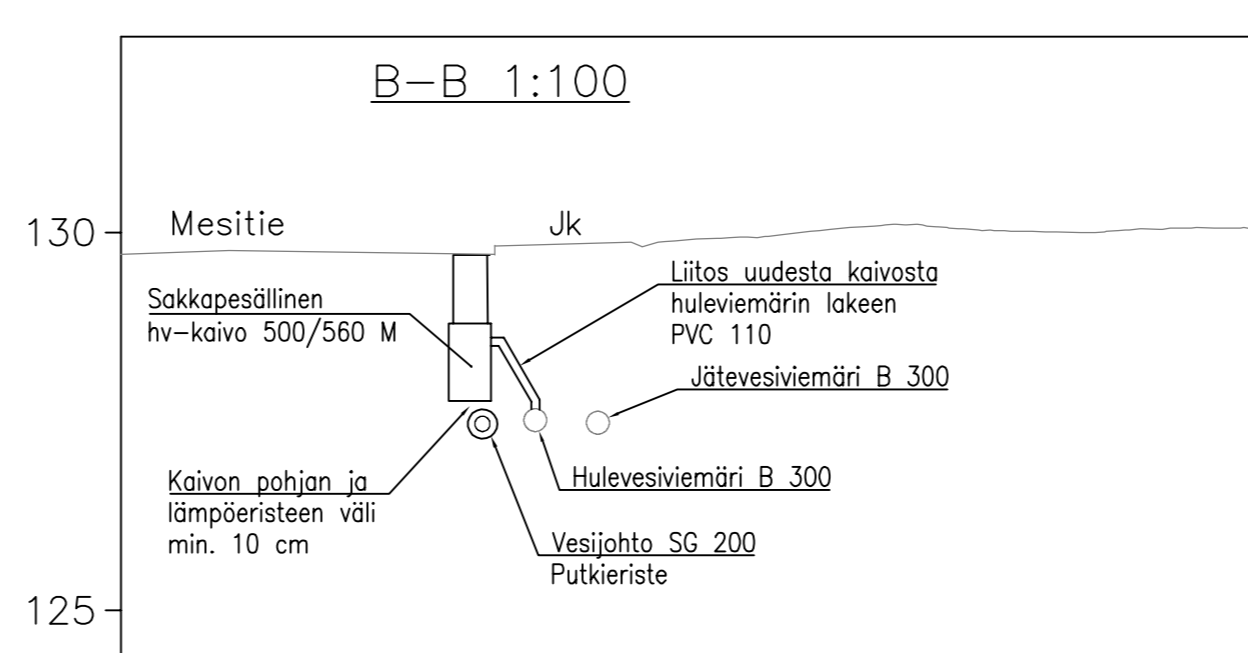 B-B 1:100
130
Mesitie
Jk
Sakkapesällinen
hv-kaivo 500/560 M
Liitos uudesta kaivosta
huleviemärin lakeen
PVC 110
Jätevesiviemäri B 300
Kaivon pohjan ja
lämpöeristeen väli
min. 10 cm
Hulevesiviemäri B 300
Vesijohto SG 200
Putkieriste
125